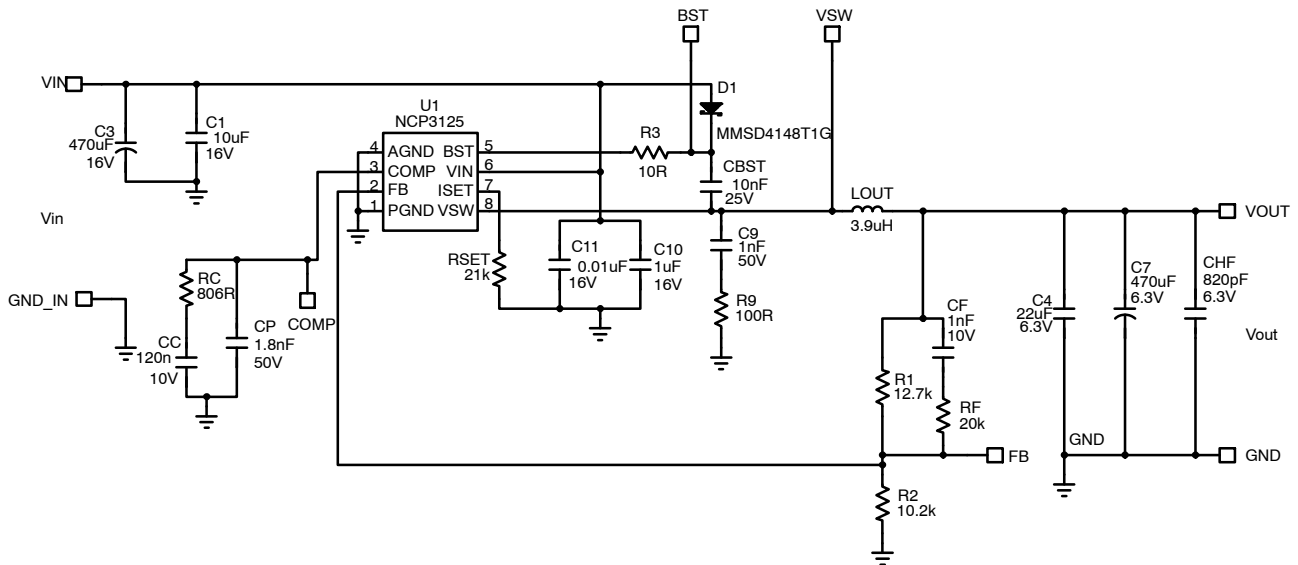 BST
VSW
VIN
D1
MMSD4148T1G
C3
470uF
16V
C1
10uF
16V
U1
NCP3125
4 AGND BST 5
3 COMP VIN 6
2 FB ISET 7
1 PGND VSW 8
R3
10R
CBST
10nF
25V
LOUT
3.9uH
VOUT
Vin
GND_IN
RC
806R
CC
120n
10V
CP
1.8nF
50V
COMP
RSET
21k
C11
0.01uF
16V
C10
1uF
16V
C9
1nF
50V
R9
100R
CF
1nF
10V
R1
12.7k
RF
20k
FB
R2
10.2k
C4
22uF
6.3V
C7
470uF
6.3V
CHF
820pF
6.3V
Vout
GND
GND